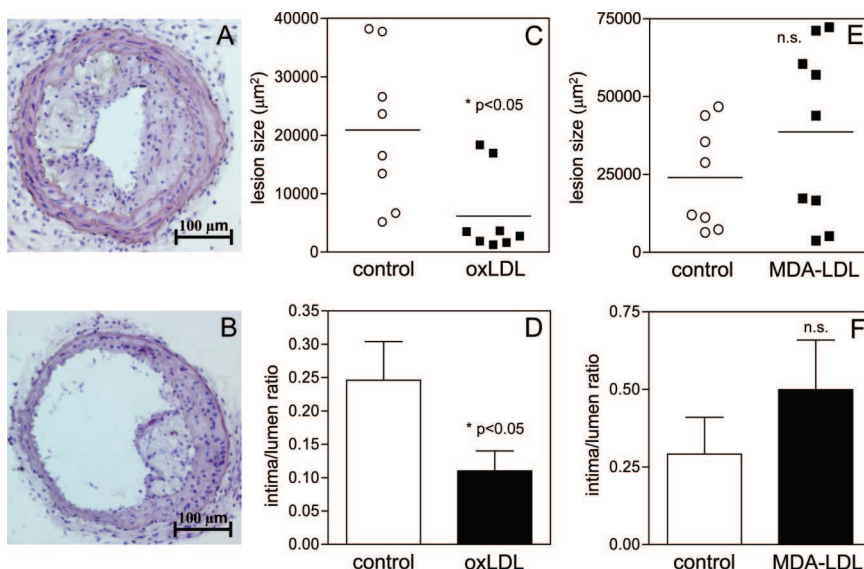 A
100 µm
B
100 µm
C
lesion size (µm²)
40000
30000
20000
10000
0
* p<0.05
control
oxLDL
D
intima/lumen ratio
0.35
0.30
0.25
0.20
0.15
0.10
0.05
0.00
* p<0.05
control
oxLDL
E
lesion size (µm²)
75000
50000
25000
0
n.s.
control
MDA-LDL
F
intima/lumen ratio
0.75
0.50
0.25
0.00
n.s.
control
MDA-LDL